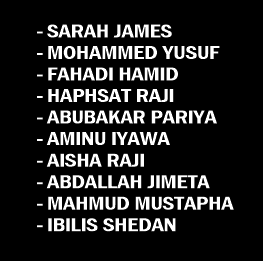 - SARAH JAMES
- MOHAMMED YUSUF
- FAHADI HAMID
- HAPHSAT RAJI
- ABUBAKAR PARIYA
- AMINU IYAWA
- AISHA RAJI
- ABDALLAH JIMETA
- MAHMUD MUSTAPHA
- IBILIS SHEDAN